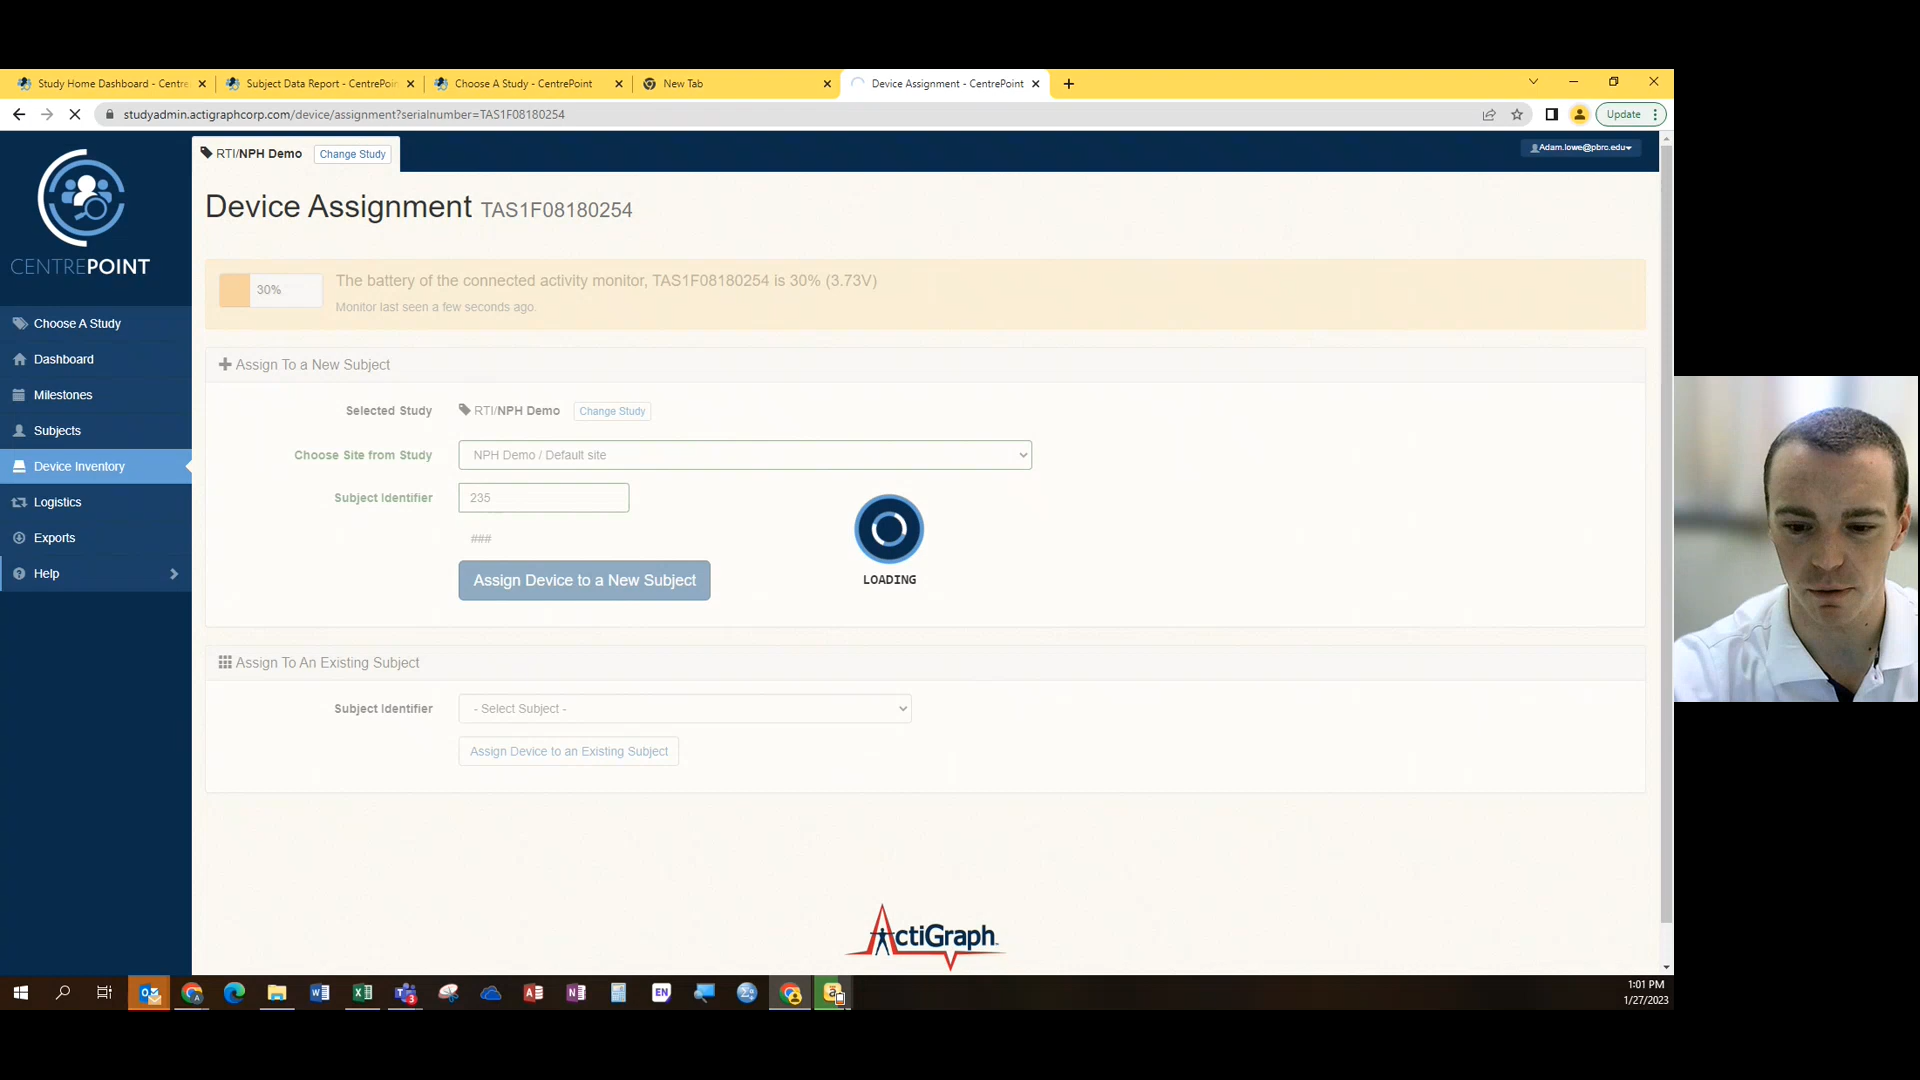 Study Home Dashboard - Centre
Subject Data Report - CentrePoin
Choose A Study - CentrePoint
New Tab
Device Assignment - CentrePoint
studyadmin.actigraphcorp.com/device/assignment?serialnumber=TAS1F08180254
Update
RTI/NPH Demo
Change Study
Adam.lowe@pbrc.edu
CENTREPOINT
Choose A Study
Dashboard
Milestones
Subjects
Device Inventory
Logistics
Exports
Help
Device Assignment TAS1F08180254
30%
The battery of the connected activity monitor, TAS1F08180254 is 30% (3.73V)
Monitor last seen a few seconds ago.
Assign To a New Subject
Selected Study
RTI/NPH Demo
Change Study
Choose Site from Study
NPH Demo / Default site
Subject Identifier
235
###
Assign Device to a New Subject
LOADING
Assign To An Existing Subject
Subject Identifier
- Select Subject -
Assign Device to an Existing Subject
ActiGraph
EN
3
1:01 PM
1/27/2023